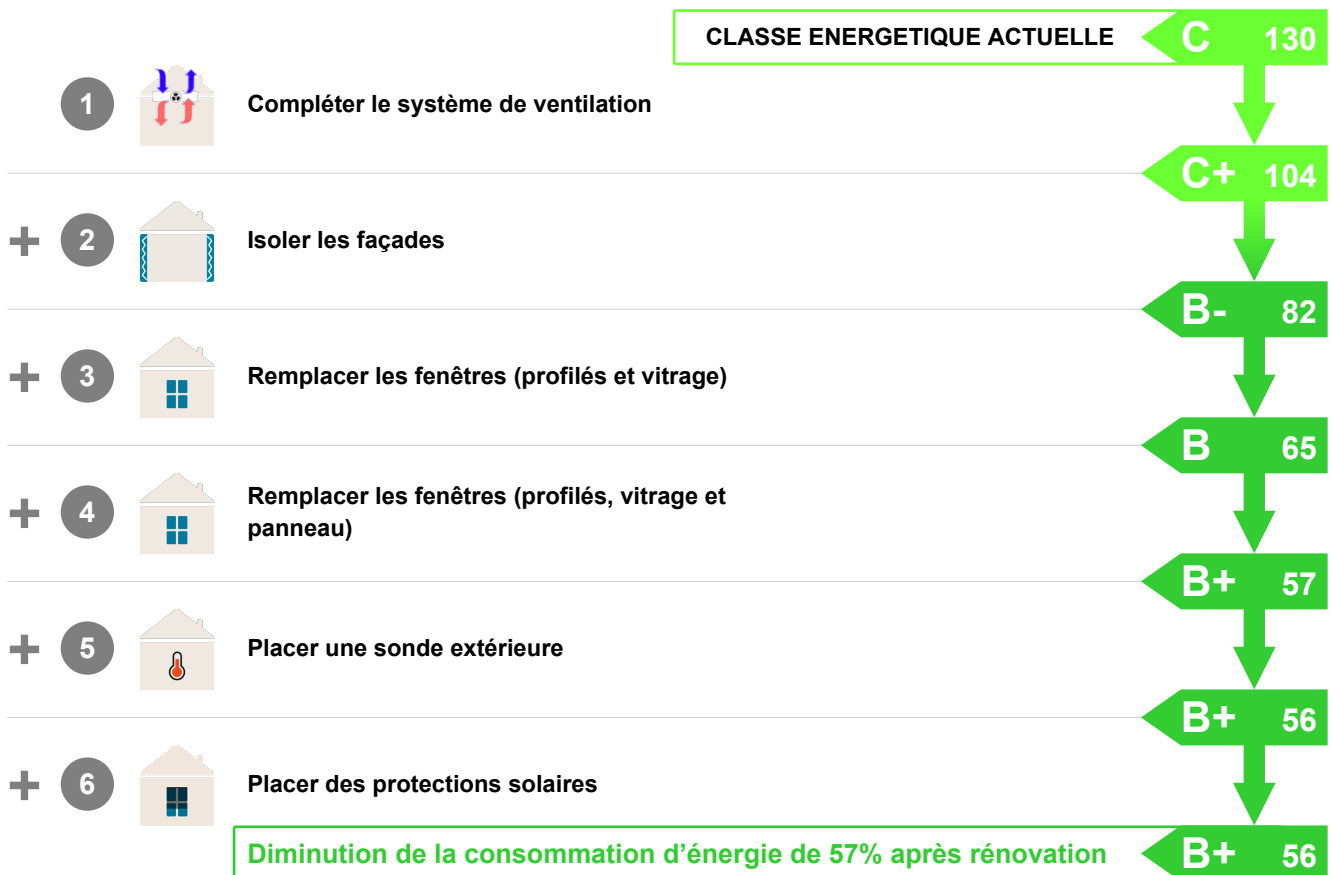 CLASSE ENERGETIQUE ACTUELLE C 130
1 Compléter le système de ventilation
C+ 104
+ 2 Isoler les façades
B- 82
+ 3 Remplacer les fenêtres (profilés et vitrage)
B 65
+ 4 Remplacer les fenêtres (profilés, vitrage et
panneau)
B+ 57
+ 5 Placer une sonde extérieure
B+ 56
+ 6 Placer des protections solaires
Diminution de la consommation d’énergie de 57% après rénovation B+ 56